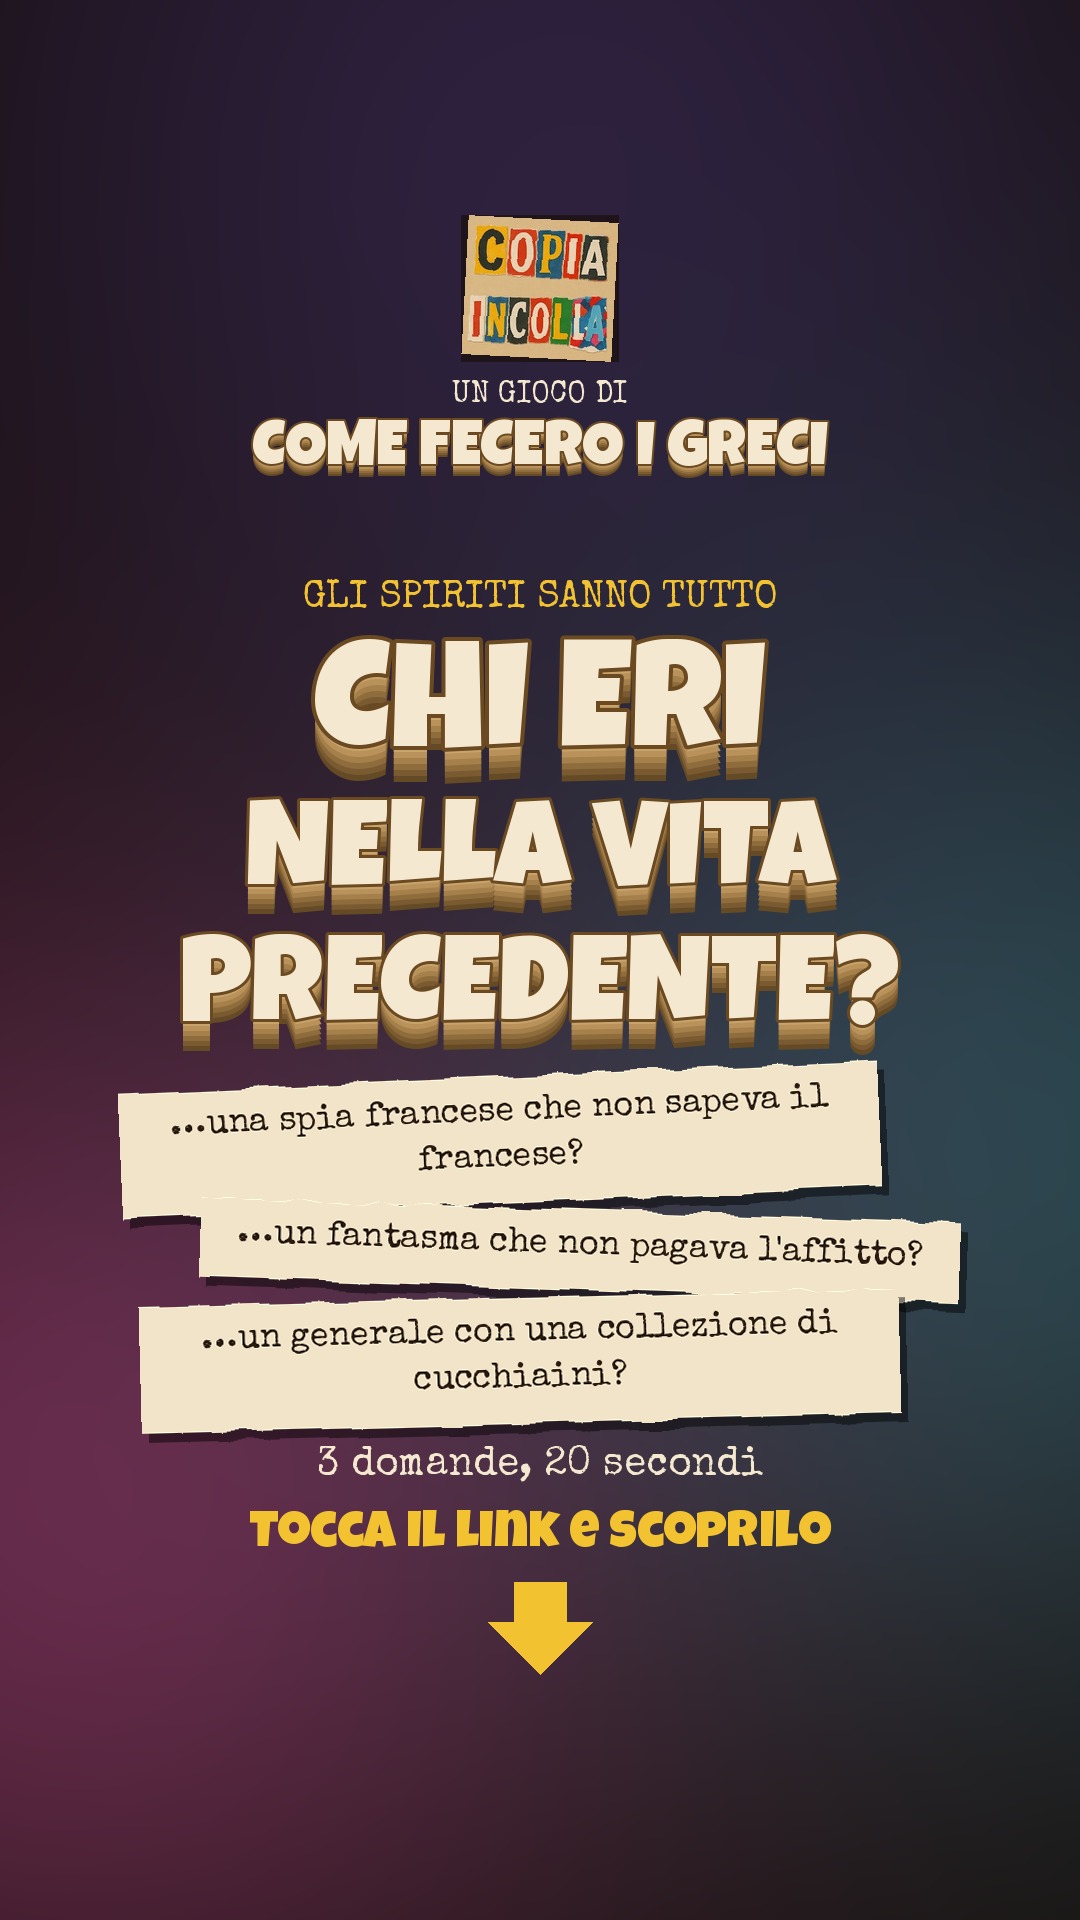 COPIA
INCOLLA
UN GIOCO DI
COME FECERO I GRECI
GLI SPIRITI SANNO TUTTO
CHI ERI
NELLA VITA
PRECEDENTE?
...una spia francese che non sapeva il
francese?
...un fantasma che non pagava l'affitto?
...un generale con una collezione di
cucchiaini?
3 domande, 20 secondi
TOCCA IL LINK e SCOPRILO